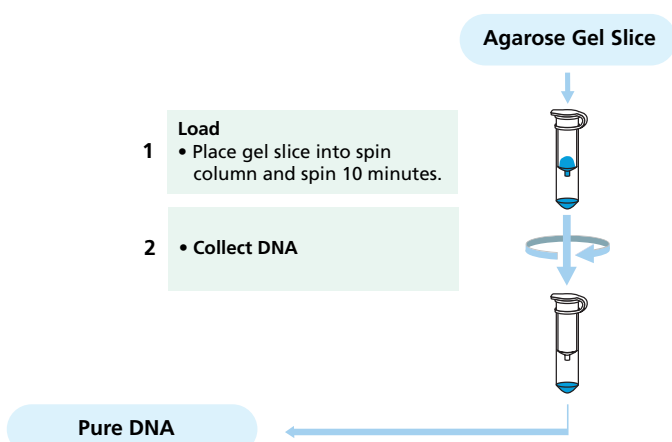 Agarose Gel Slice
Load
1
• Place gel slice into spin
column and spin 10 minutes.
2
• Collect DNA
Pure DNA